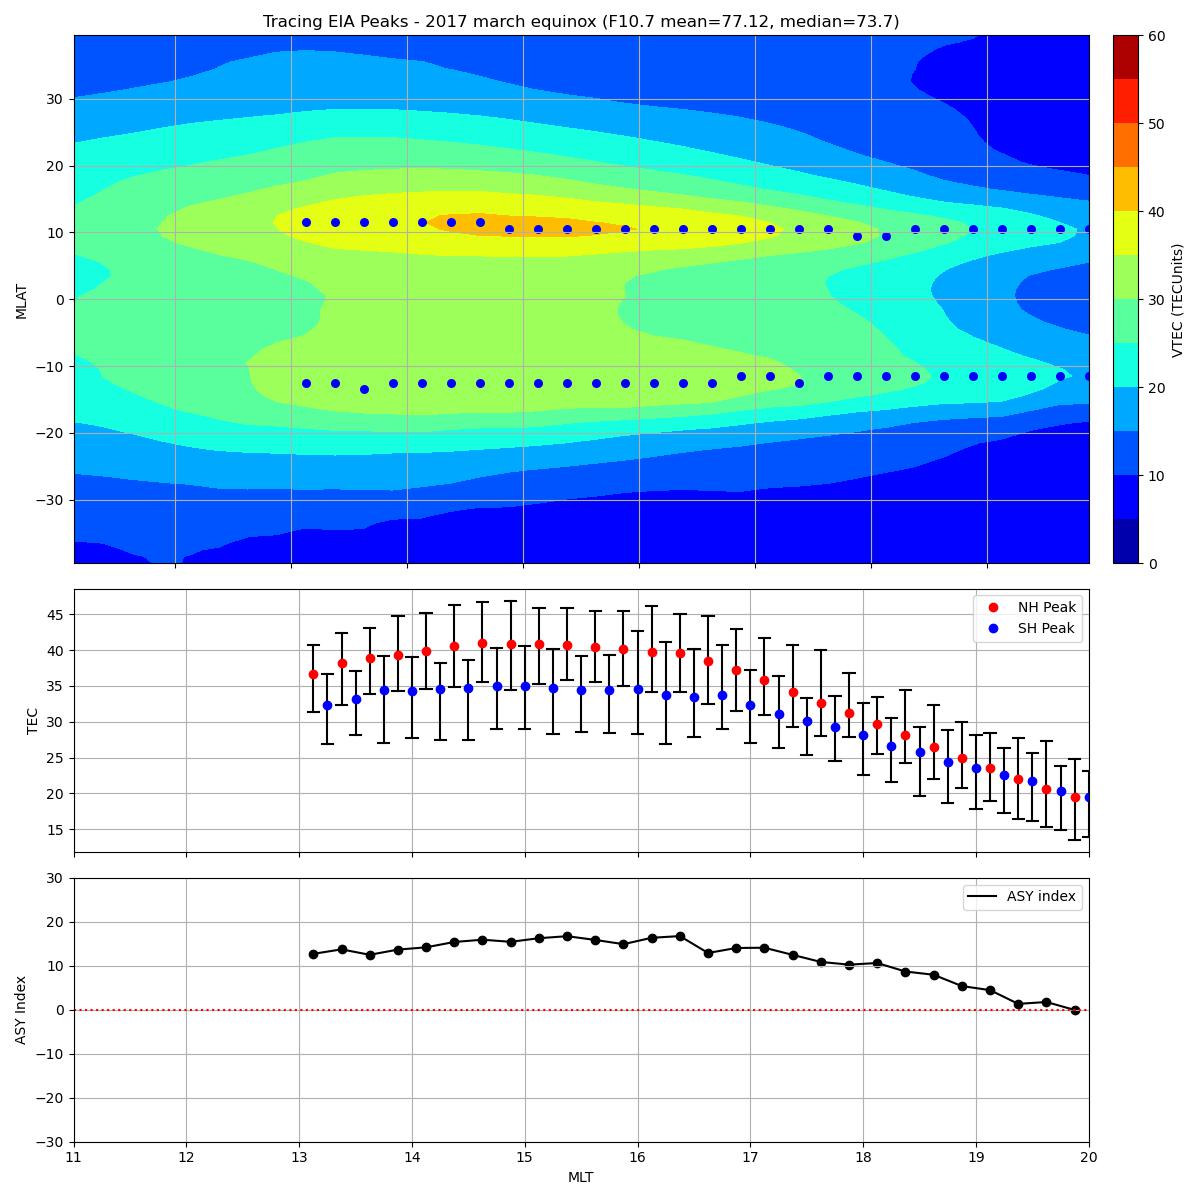 Tracing EIA Peaks - 2017 march equinox (F10.7 mean=77.12, median=73.7)
30
20
10
0
−10
−20
−30
MLAT
60
50
40
30
20
10
0
VTEC (TECUnits)
45
40
35
30
25
20
15
TEC
NH Peak
SH Peak
30
20
10
0
−10
−20
−30
ASY Index
ASY index
11 12 13 14 15 16 17 18 19 20
MLT